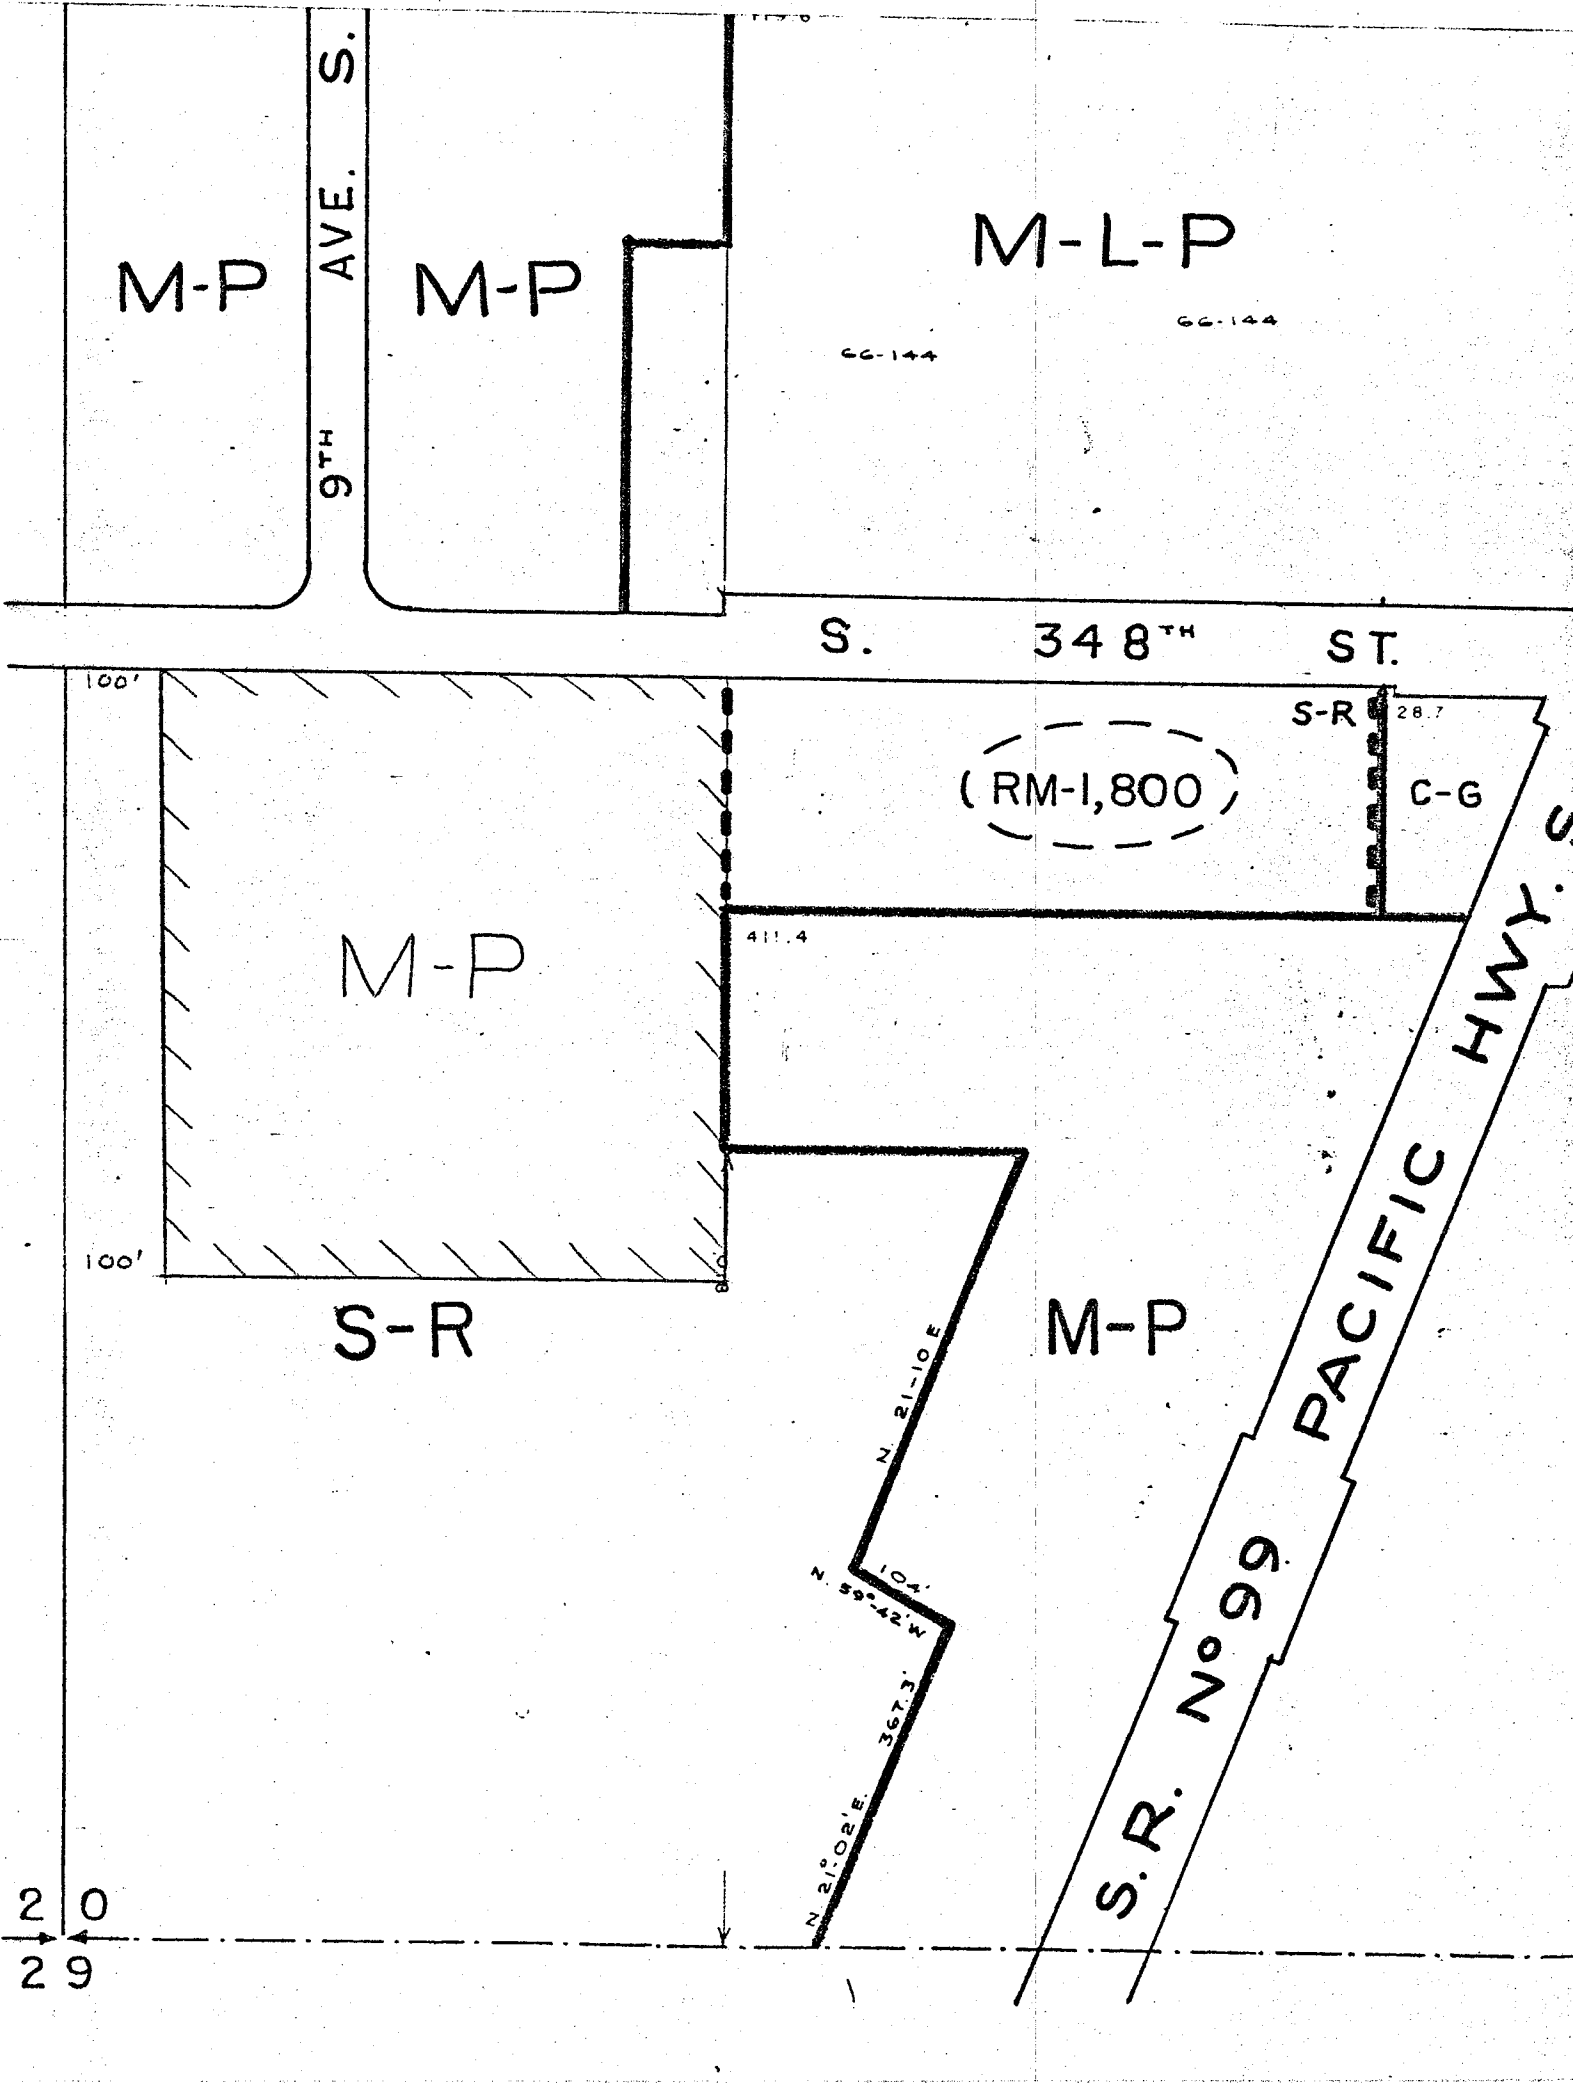 9TH AVE. S.
M-P
M-P
M-L-P
66-144
66-144
S. 348TH ST.
100'
S-R
28.7
(RM-1,800)
C-G
411.4
M-P
S.R. No 99 PACIFIC HWY. S.
100'
S-R
M-P
N. 21-10 E
104'
N. 59°-42' W
367.3'
N. 21°-02' E.
20
29